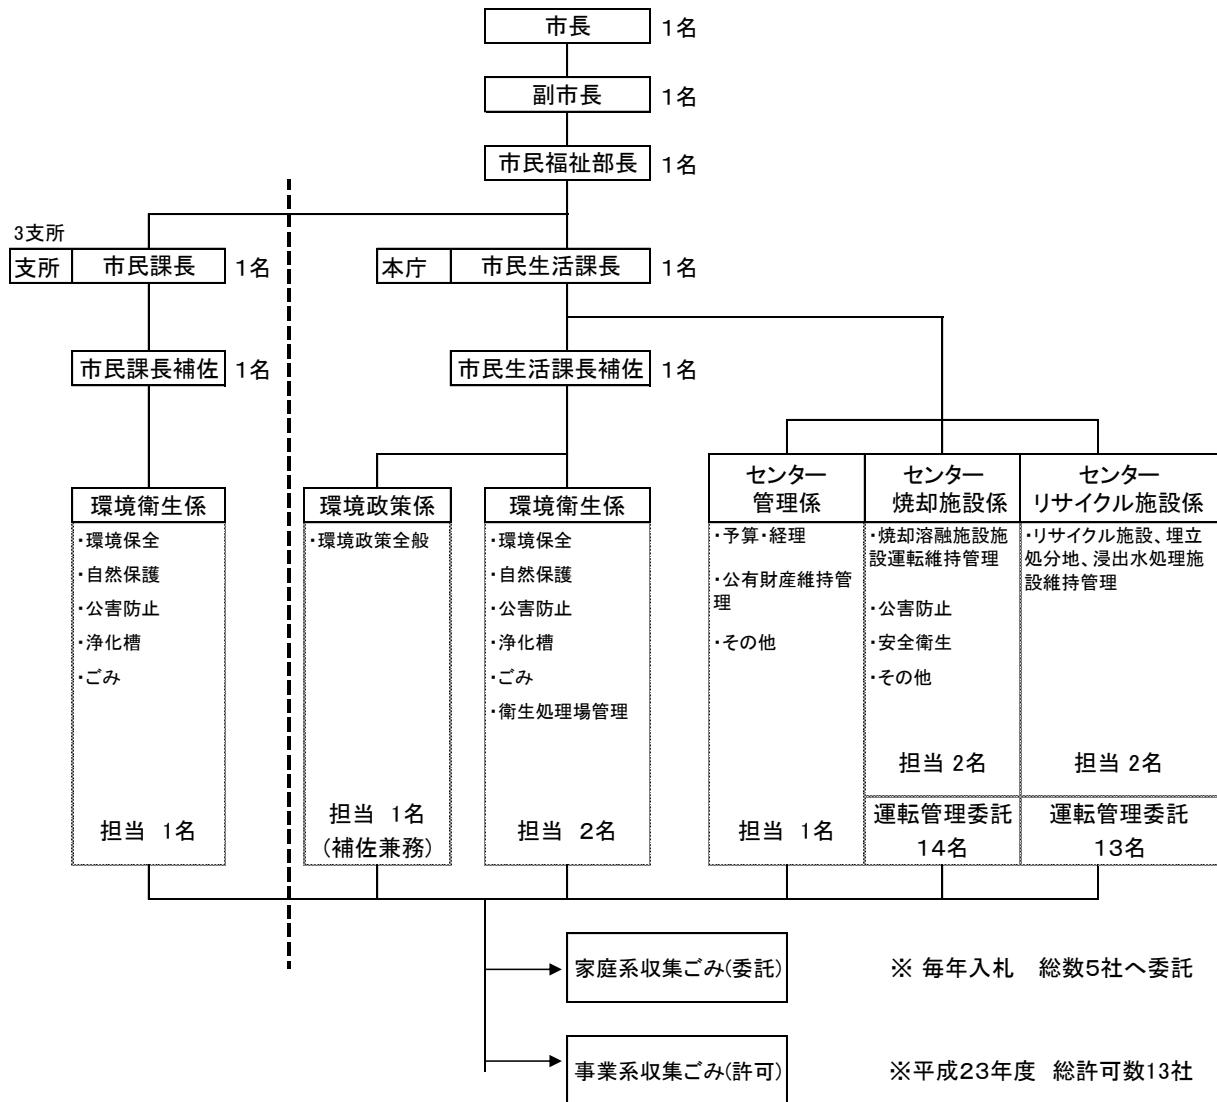 市長 1名
副市長 1名
市民福祉部長 1名
3支所
支所 市民課長 1名
本庁 市民生活課長 1名
市民課長補佐 1名
市民生活課長補佐 1名
環境衛生係
・環境保全
・自然保護
・公害防止
・浄化槽
・ごみ
担当 1名
環境政策係
・環境政策全般
担当 1名
(補佐兼務)
環境衛生係
・環境保全
・自然保護
・公害防止
・浄化槽
・ごみ
・衛生処理場管理
担当 2名
センター
管理係
・予算・経理
・公有財産維持管
理
・その他
担当 1名
センター
焼却施設係
・焼却溶融施設施
設運転維持管理
・公害防止
・安全衛生
・その他
担当 2名
運転管理委託
14名
センター
リサイクル施設係
・リサイクル施設、埋立
処分地、浸出水処理施
設維持管理
担当 2名
運転管理委託
13名
家庭系収集ごみ(委託)
※ 毎年入札 総数5社へ委託
事業系収集ごみ(許可)
※平成23年度 総許可数13社